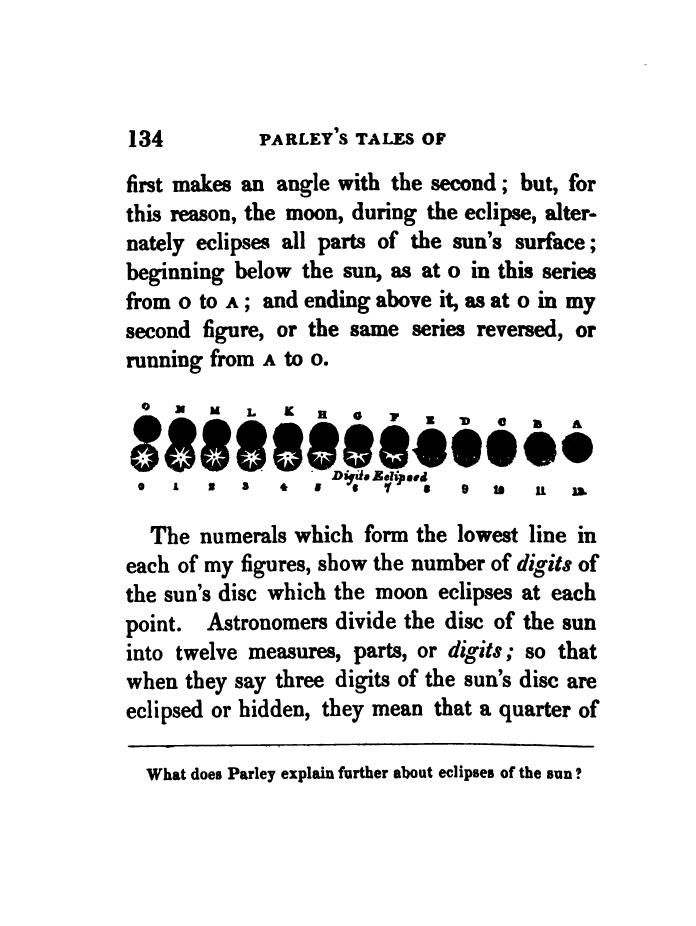 134 PARLEY'S TALES OF
first makes an angle with the second; but, for
this reason, the moon, during the eclipse, alter-
nately eclipses all parts of the sun's surface;
beginning below the sun, as at o in this series
from o to A; and ending above it, as at o in my
second figure, or the same series reversed, or
running from A to o.
O N M L K H G F E D C B A
Digits Eclipsed
0 1 2 3 4 5 6 7 8 9 10 11 12
The numerals which form the lowest line in
each of my figures, show the number of digits of
the sun's disc which the moon eclipses at each
point. Astronomers divide the disc of the sun
into twelve measures, parts, or digits; so that
when they say three digits of the sun's disc are
eclipsed or hidden, they mean that a quarter of
What does Parley explain further about eclipses of the sun?